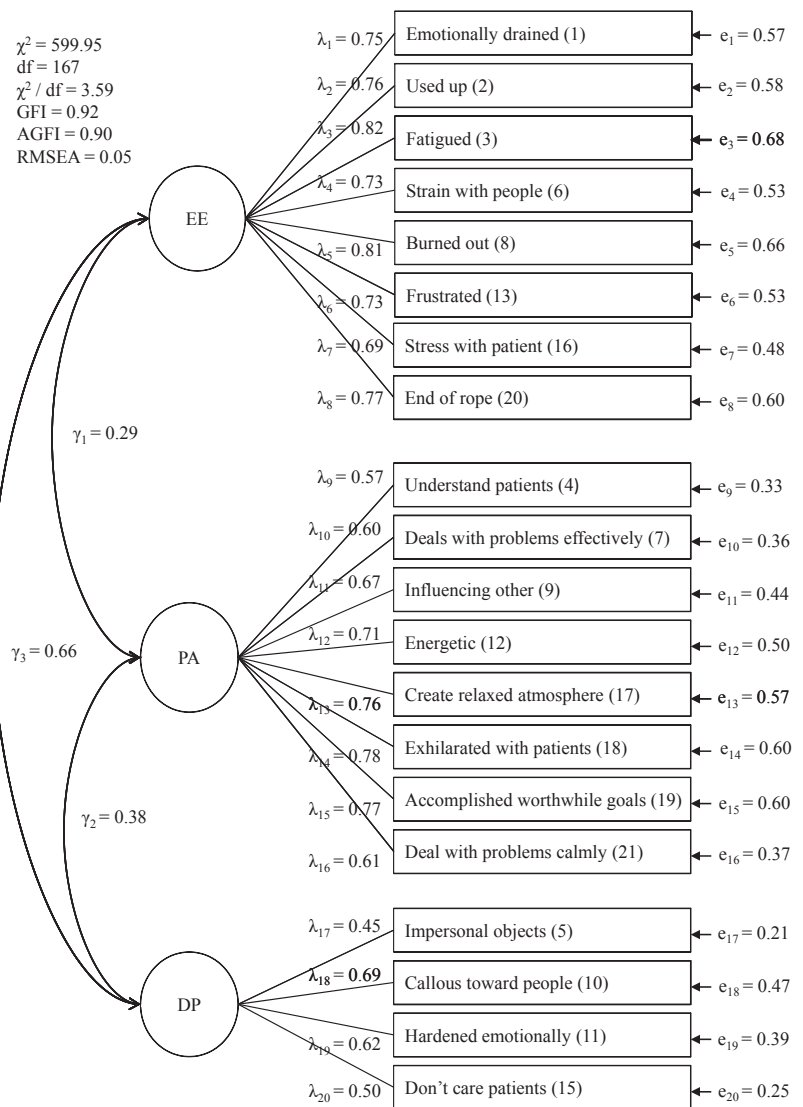 χ² = 599.95
df = 167
χ² / df = 3.59
GFI = 0.92
AGFI = 0.90
RMSEA = 0.05
EE
PA
DP
γ₁ = 0.29
γ₃ = 0.66
γ₂ = 0.38
λ₁ = 0.75 Emotionally drained (1) e₁ = 0.57
λ₂ = 0.76 Used up (2) e₂ = 0.58
λ₃ = 0.82 Fatigued (3) e₃ = 0.68
λ₄ = 0.73 Strain with people (6) e₄ = 0.53
λ₅ = 0.81 Burned out (8) e₅ = 0.66
λ₆ = 0.73 Frustrated (13) e₆ = 0.53
λ₇ = 0.69 Stress with patient (16) e₇ = 0.48
λ₈ = 0.77 End of rope (20) e₈ = 0.60
λ₉ = 0.57 Understand patients (4) e₉ = 0.33
λ₁₀ = 0.60 Deals with problems effectively (7) e₁₀ = 0.36
λ₁₁ = 0.67 Influencing other (9) e₁₁ = 0.44
λ₁₂ = 0.71 Energetic (12) e₁₂ = 0.50
λ₁₃ = 0.76 Create relaxed atmosphere (17) e₁₃ = 0.57
λ₁₄ = 0.78 Exhilarated with patients (18) e₁₄ = 0.60
λ₁₅ = 0.77 Accomplished worthwhile goals (19) e₁₅ = 0.60
λ₁₆ = 0.61 Deal with problems calmly (21) e₁₆ = 0.37
λ₁₇ = 0.45 Impersonal objects (5) e₁₇ = 0.21
λ₁₈ = 0.69 Callous toward people (10) e₁₈ = 0.47
λ₁₉ = 0.62 Hardened emotionally (11) e₁₉ = 0.39
λ₂₀ = 0.50 Don’t care patients (15) e₂₀ = 0.25